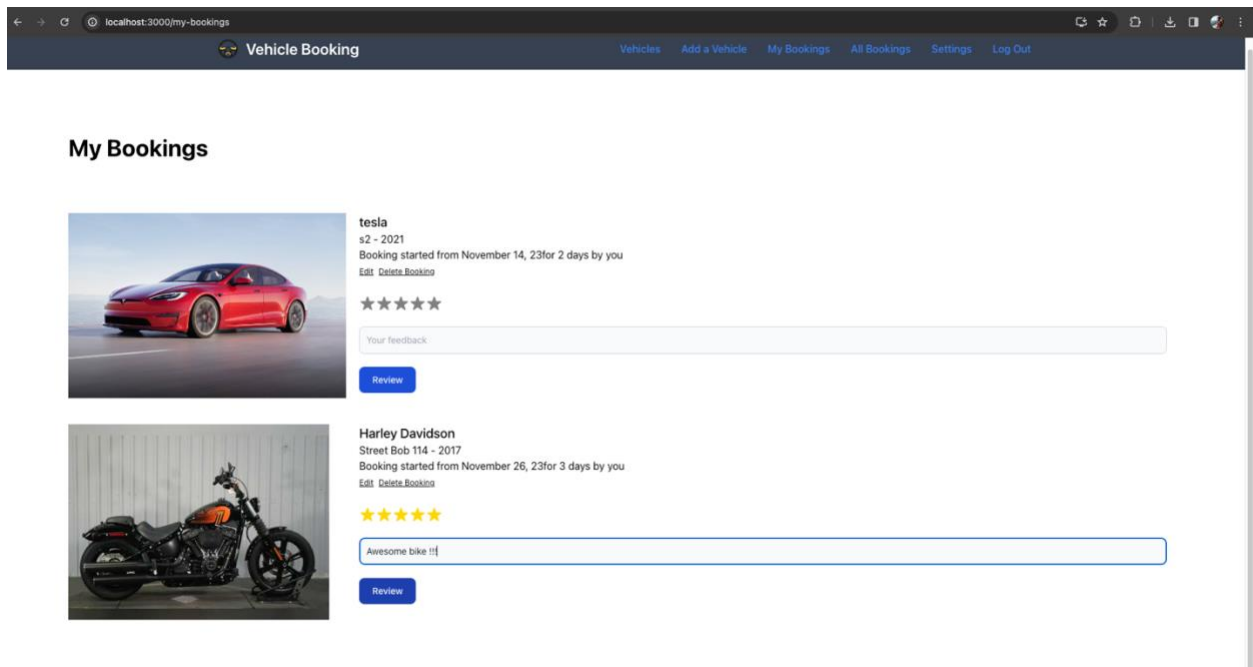 localhost:3000/my-bookings
Vehicle Booking
Vehicles Add a Vehicle My Bookings All Bookings Settings Log Out
My Bookings
tesla
s2 - 2021
Booking started from November 14, 23for 2 days by you
Edit Delete Booking
Your feedback
Review
Harley Davidson
Street Bob 114 - 2017
Booking started from November 26, 23for 3 days by you
Edit Delete Booking
Awesome bike !!!
Review